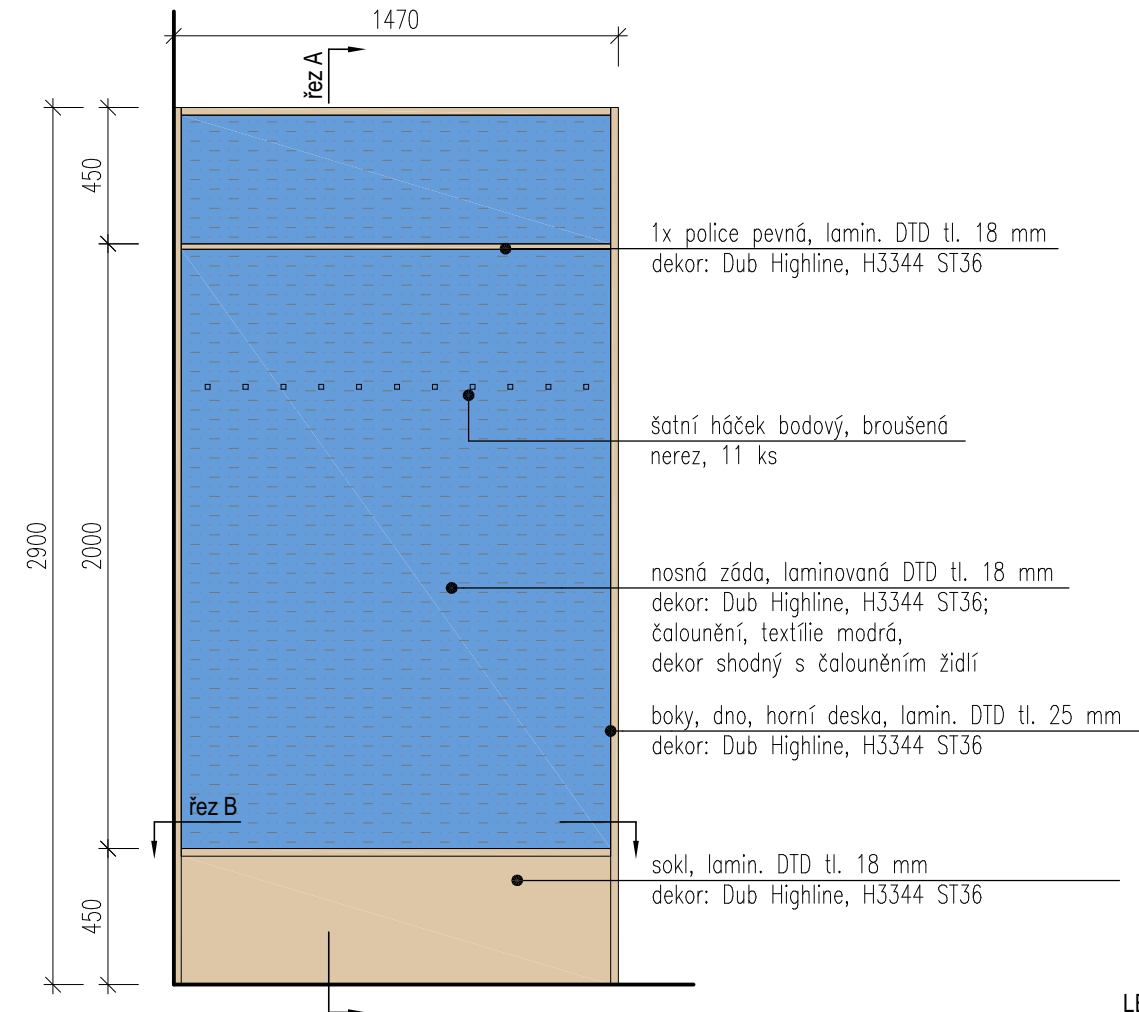 1470
řez A
450
1x police pevná, lamin. DTD tl. 18 mm
dekor: Dub Highline, H3344 ST36
šatní háček bodový, broušená
nerez, 11 ks
2900
2000
nosná záda, laminovaná DTD tl. 18 mm
dekor: Dub Highline, H3344 ST36;
čalounění, textílie modrá,
dekor shodný s čalouněním židlí
boky, dno, horní deska, lamin. DTD tl. 25 mm
dekor: Dub Highline, H3344 ST36
řez B
sokl, lamin. DTD tl. 18 mm
dekor: Dub Highline, H3344 ST36
450